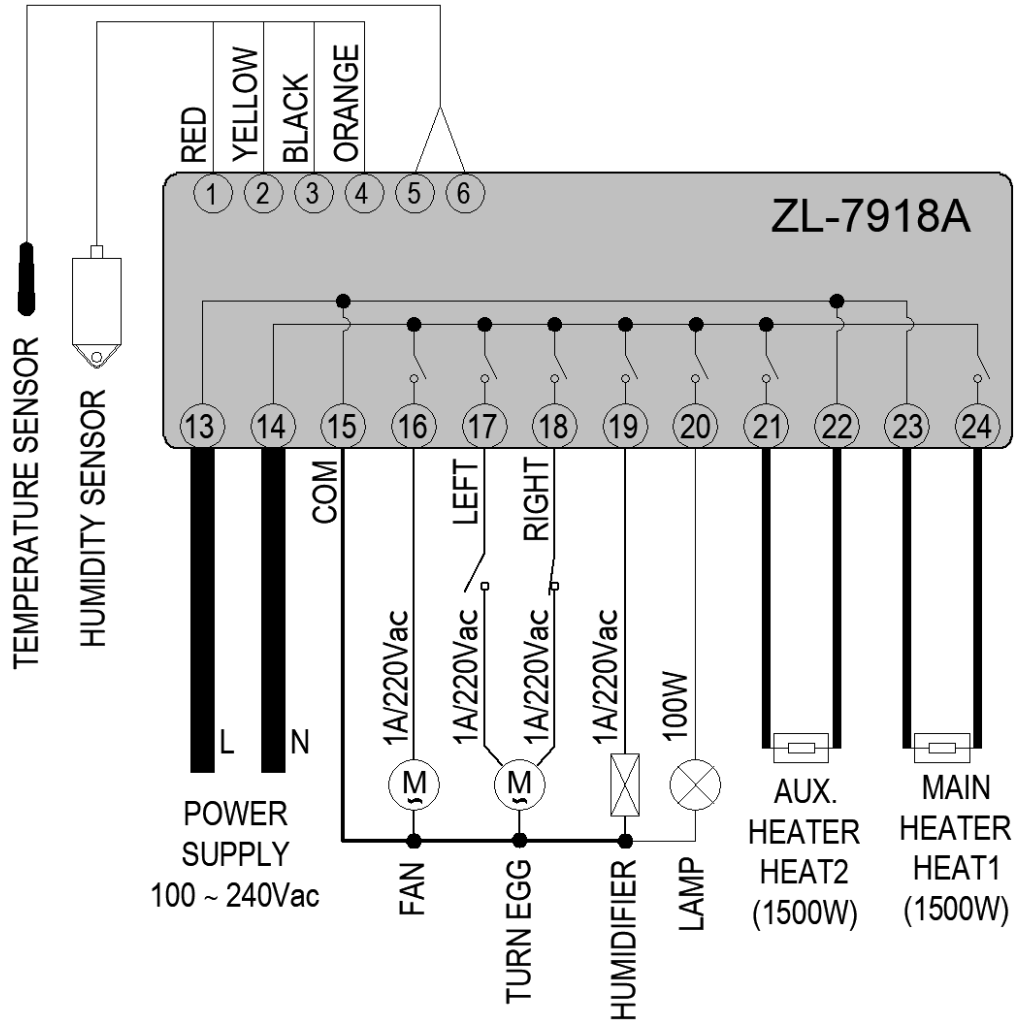 RED
YELLOW
BLACK
ORANGE
1
2
3
4
5
6
ZL-7918A
TEMPERATURE SENSOR
HUMIDITY SENSOR
13
14
15
16
17
18
19
20
21
22
23
24
COM
LEFT
RIGHT
1A/220Vac
1A/220Vac
1A/220Vac
1A/220Vac
100W
L
N
M
~
M
~
POWER
SUPPLY
100 ~ 240Vac
FAN
TURN EGG
HUMIDIFIER
LAMP
AUX.
HEATER
HEAT2
(1500W)
MAIN
HEATER
HEAT1
(1500W)